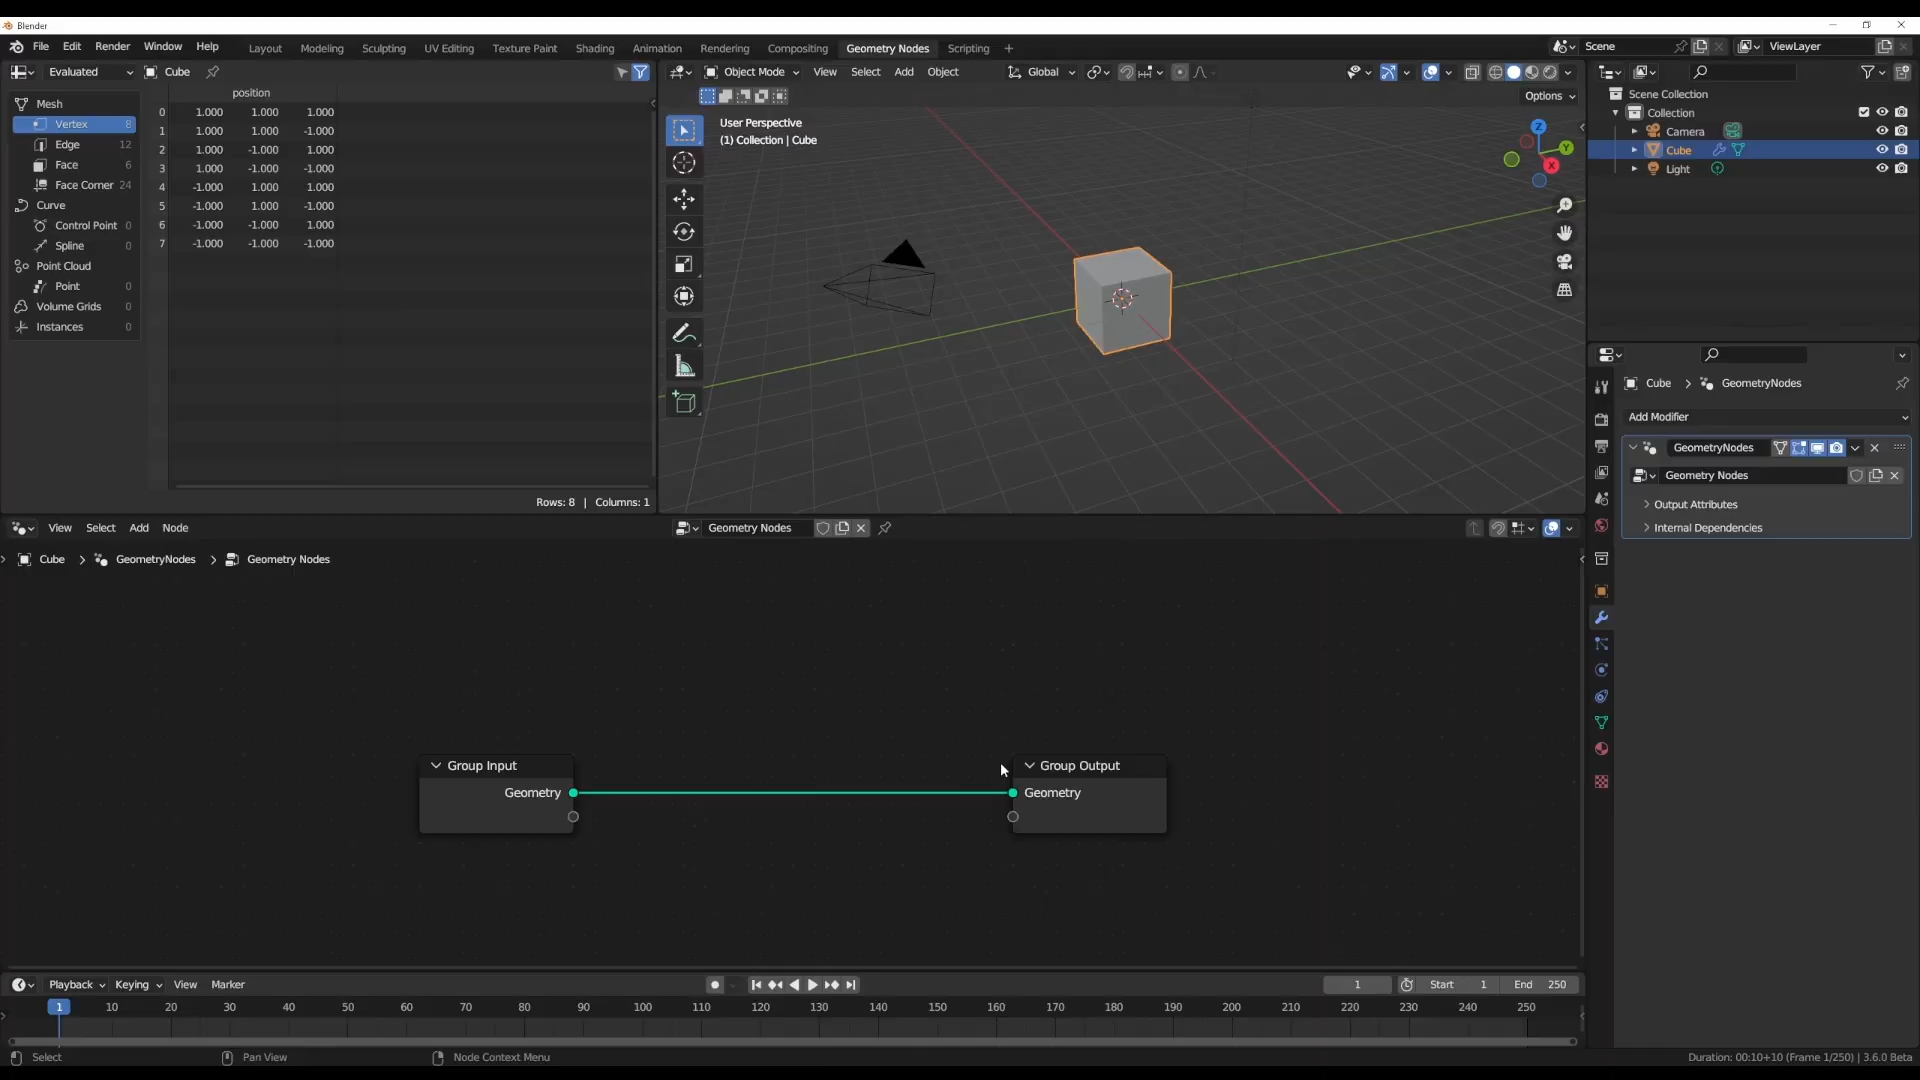 Blender
File Edit Render Window Help Layout Modeling Sculpting UV Editing Texture Paint Shading Animation Rendering Compositing Geometry Nodes Scripting + Scene ViewLayer
Evaluated Cube
position
Mesh
Vertex 8
Edge 12
Face 6
Face Corner 24
Curve
Control Point 0
Spline 0
Point Cloud
Point 0
Volume Grids 0
Instances 0
0 1.000 1.000 1.000
1 1.000 1.000 -1.000
2 1.000 -1.000 1.000
3 1.000 -1.000 -1.000
4 -1.000 1.000 1.000
5 -1.000 1.000 -1.000
6 -1.000 -1.000 1.000
7 -1.000 -1.000 -1.000
Rows: 8 | Columns: 1
Object Mode View Select Add Object Global
Options
User Perspective
(1) Collection | Cube
Z
Y
X
Scene Collection
Collection
Camera
Cube
Light
Cube > GeometryNodes
Add Modifier
GeometryNodes
Geometry Nodes
Output Attributes
Internal Dependencies
View Select Add Node Geometry Nodes
Cube > GeometryNodes > Geometry Nodes
Group Input
Geometry
Group Output
Geometry
Playback Keying View Marker 1 Start 1 End 250
1 10 20 30 40 50 60 70 80 90 100 110 120 130 140 150 160 170 180 190 200 210 220 230 240 250
Select Pan View Node Context Menu Duration: 00:10+10 (Frame 1/250) | 3.6.0 Beta